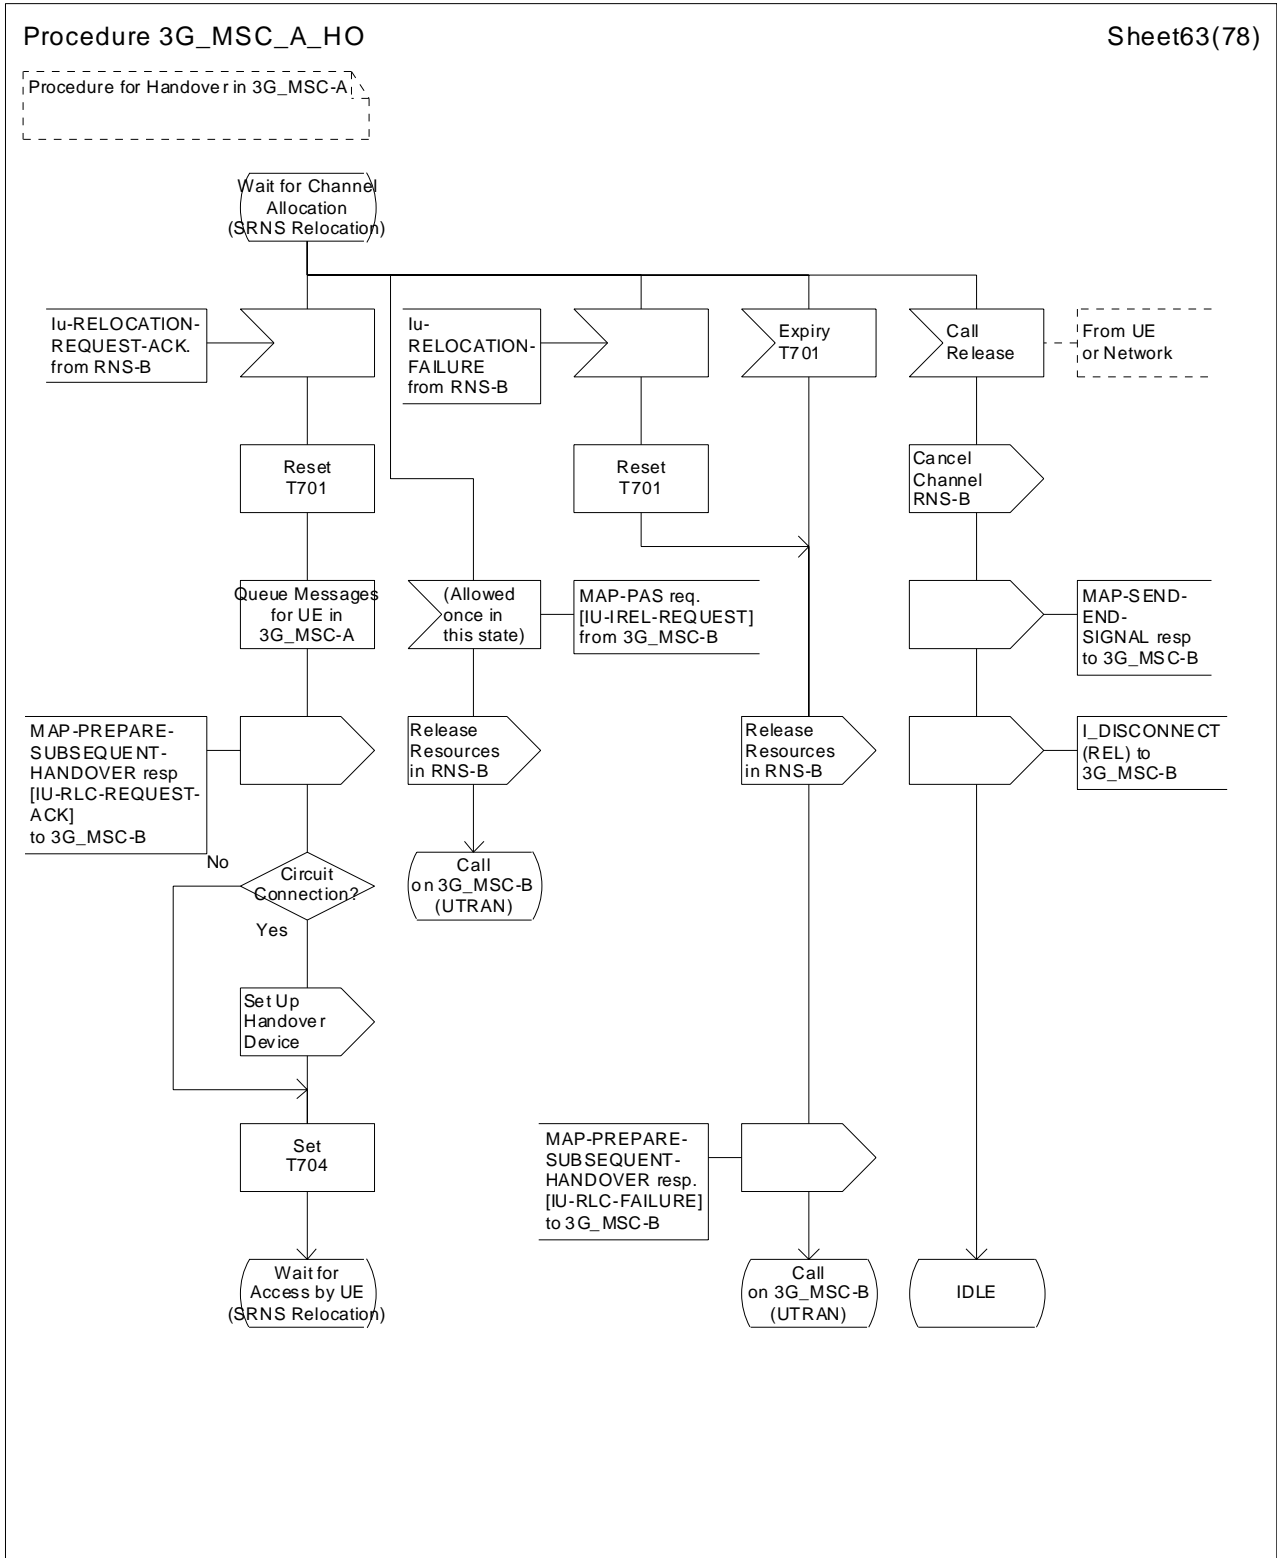 Procedure 3G_MSC_A_HO
Sheet63(78)
Procedure for Handover in 3G_MSC-A
Wait for Channel
Allocation
(SRNS Relocation)
Iu-RELOCATION-
REQUEST-ACK.
from RNS-B
Iu-
RELOCATION-
FAILURE
from RNS-B
Expiry
T701
Call
Release
From UE
or Network
Reset
T701
Reset
T701
Cancel
Channel
RNS-B
Queue Messages
for UE in
3G_MSC-A
(Allowed
once in
this state)
MAP-PAS req.
[IU-IREL-REQUEST]
from 3G_MSC-B
MAP-SEND-
END-
SIGNAL resp
to 3G_MSC-B
MAP-PREPARE-
SUBSEQUENT-
HANDOVER resp
[IU-RLC-REQUEST-
ACK]
to 3G_MSC-B
Release
Resources
in RNS-B
Release
Resources
in RNS-B
I_DISCONNECT
(REL) to
3G_MSC-B
No
Circuit
Connection?
Yes
Call
on 3G_MSC-B
(UTRAN)
Set Up
Handover
Device
Set
T704
MAP-PREPARE-
SUBSEQUENT-
HANDOVER resp.
[IU-RLC-FAILURE]
to 3G_MSC-B
Wait for
Access by UE
(SRNS Relocation)
Call
on 3G_MSC-B
(UTRAN)
IDLE